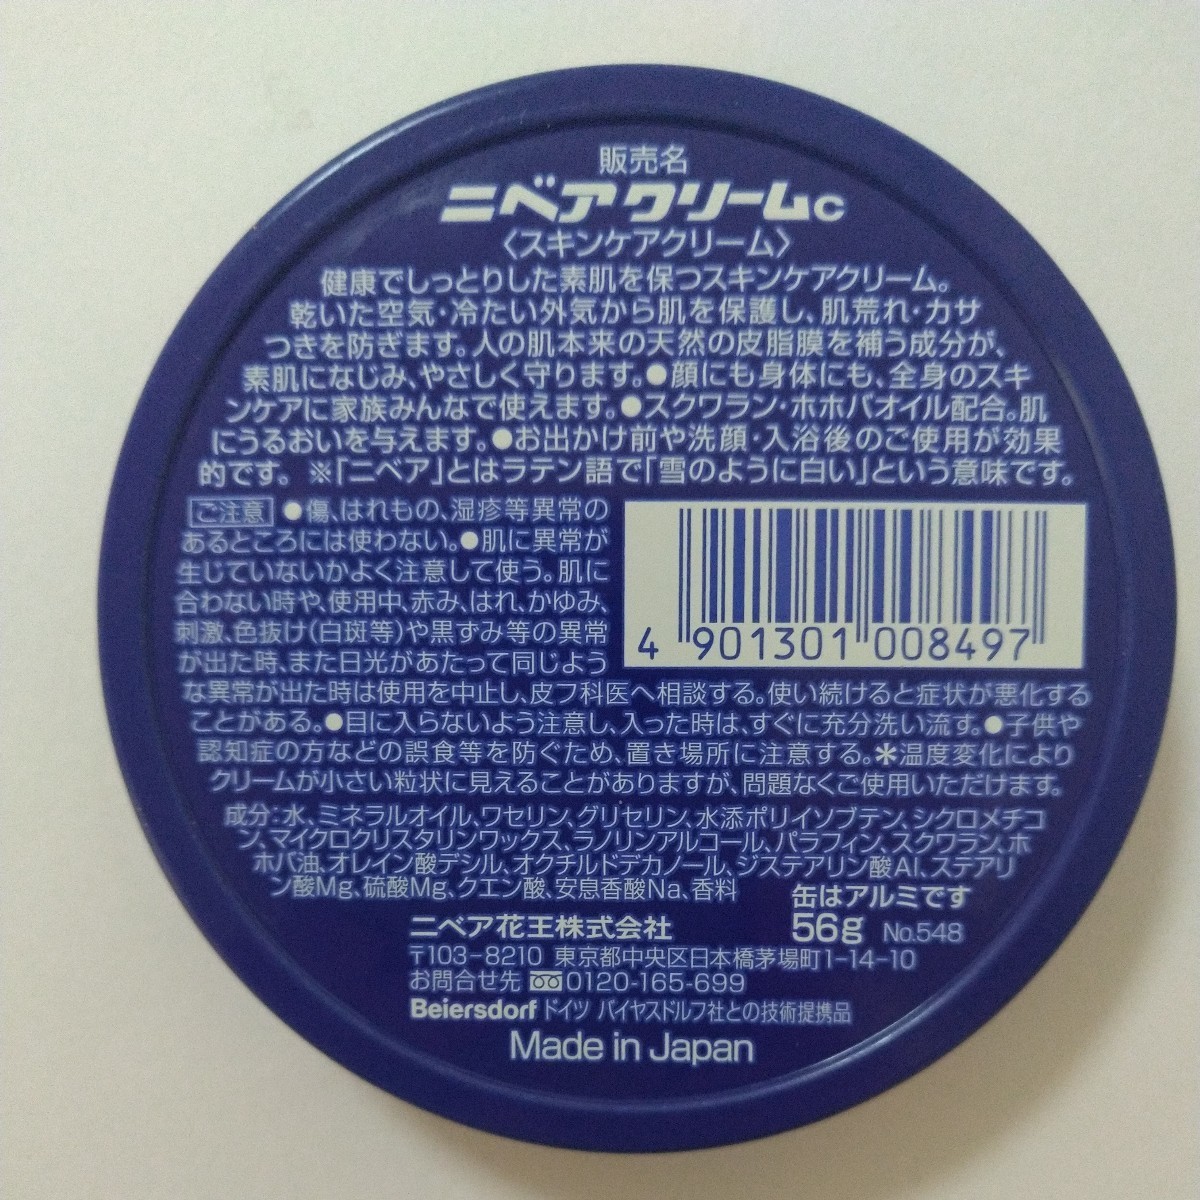 販売名
ニベアクリームc
〈スキンケアクリーム〉
健康でしっとりした素肌を保つスキンケアクリーム。
乾いた空気・冷たい外気から肌を保護し、肌荒れ・カサ
つきを防ぎます。人の肌本来の天然の皮脂膜を補う成分が、
素肌になじみ、やさしく守ります。●顔にも身体にも、全身のスキ
ンケアに家族みんなで使えます。●スクワラン・ホホバオイル配合。肌
にうるおいを与えます。●お出かけ前や洗顔・入浴後のご使用が効果
的です。※「ニベア」とはラテン語で「雪のように白い」という意味です。
ご注意 ●傷、はれもの、湿疹等異常の
あるところには使わない。●肌に異常が
生じていないかよく注意して使う。肌に
合わない時や、使用中、赤み、はれ、かゆみ、
刺激、色抜け(白斑等)や黒ずみ等の異常
が出た時、また日光があたって同じよう
な異常が出た時は使用を中止し、皮フ科医へ相談する。使い続けると症状が悪化する
ことがある。●目に入らないよう注意し、入った時は、すぐに充分洗い流す。●子供や
認知症の方などの誤食等を防ぐため、置き場所に注意する。*温度変化により
クリームが小さい粒状に見えることがありますが、問題なくご使用いただけます。
4 901301 008497
成分:水、ミネラルオイル、ワセリン、グリセリン、水添ポリイソブテン、シクロメチコ
ン、マイクロクリスタリンワックス、ラノリンアルコール、パラフィン、スクワラン、ホ
ホバ油、オレイン酸デシル、オクチルドデカノール、ジステアリン酸Al、ステアリ
ン酸Mg、硫酸Mg、クエン酸、安息香酸Na、香料
缶はアルミです
ニベア花王株式会社 56g No.548
〒103-8210 東京都中央区日本橋茅場町1-14-10
お問合せ先 0120-165-699
Beiersdorf ドイツ バイヤスドルフ社との技術提携品
Made in Japan